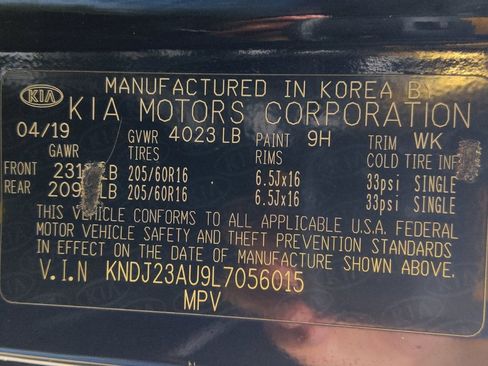 MANUFACTURED IN KOREA BY
KIA KIA MOTORS CORPORATION
04/19 GVWR 4023 LB PAINT 9H TRIM WK
GAWR TIRES RIMS COLD TIRE INF
FRONT LB 205/60R16 6.5Jx16 33psi SINGLE
REAR LB 205/60R16 6.5Jx16 33psi SINGLE
THIS VEHICLE CONFORMS TO ALL APPLICABLE U.S.A. FEDERAL
MOTOR VEHICLE SAFETY AND THEFT PREVENTION STANDARDS
IN EFFECT ON THE DATE OF MANUFACTURE SHOWN ABOVE.
V.I.N KNDJ23AU9L7056015
MPV